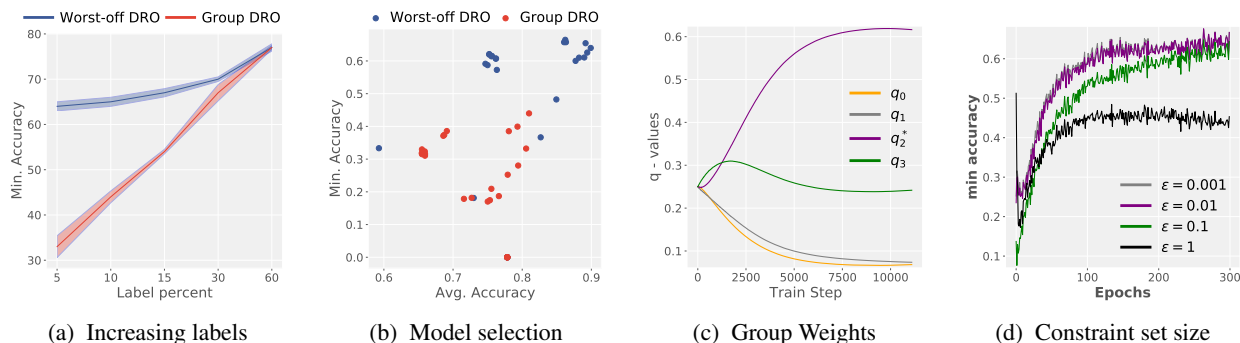 Worst-off DRO Group DRO
Min. Accuracy
80
70
60
50
40
30
5 10 15 30 60
Label percent
(a) Increasing labels
Worst-off DRO Group DRO
Min. Accuracy
0.6
0.5
0.4
0.3
0.2
0.1
0.0
0.6 0.7 0.8 0.9
Avg. Accuracy
(b) Model selection
q - values
0.6
0.5
0.4
0.3
0.2
0.1
q₀
q₁
q₂*
q₃
0 2500 5000 7500 10000
Train Step
(c) Group Weights
min accuracy
0.6
0.5
0.4
0.3
0.2
0.1
ε = 0.001
ε = 0.01
ε = 0.1
ε = 1
0 100 200 300
Epochs
(d) Constraint set size